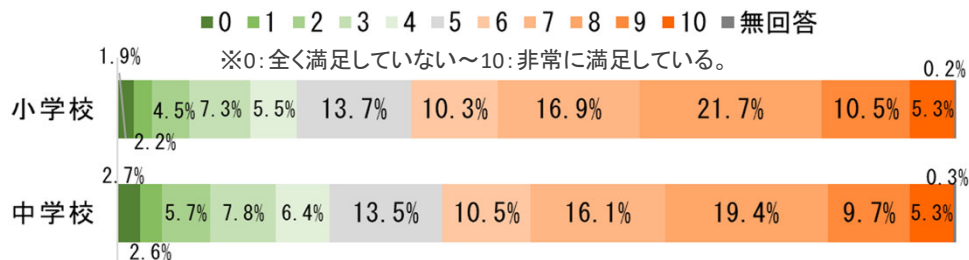 0 1 2 3 4 5 6 7 8 9 10 無回答
※0：全く満足していない～10：非常に満足している。
1.9% 0.2%
小学校 4.5% 7.3% 5.5% 13.7% 10.3% 16.9% 21.7% 10.5% 5.3%
2.2%
2.7% 0.3%
中学校 5.7% 7.8% 6.4% 13.5% 10.5% 16.1% 19.4% 9.7% 5.3%
2.6%